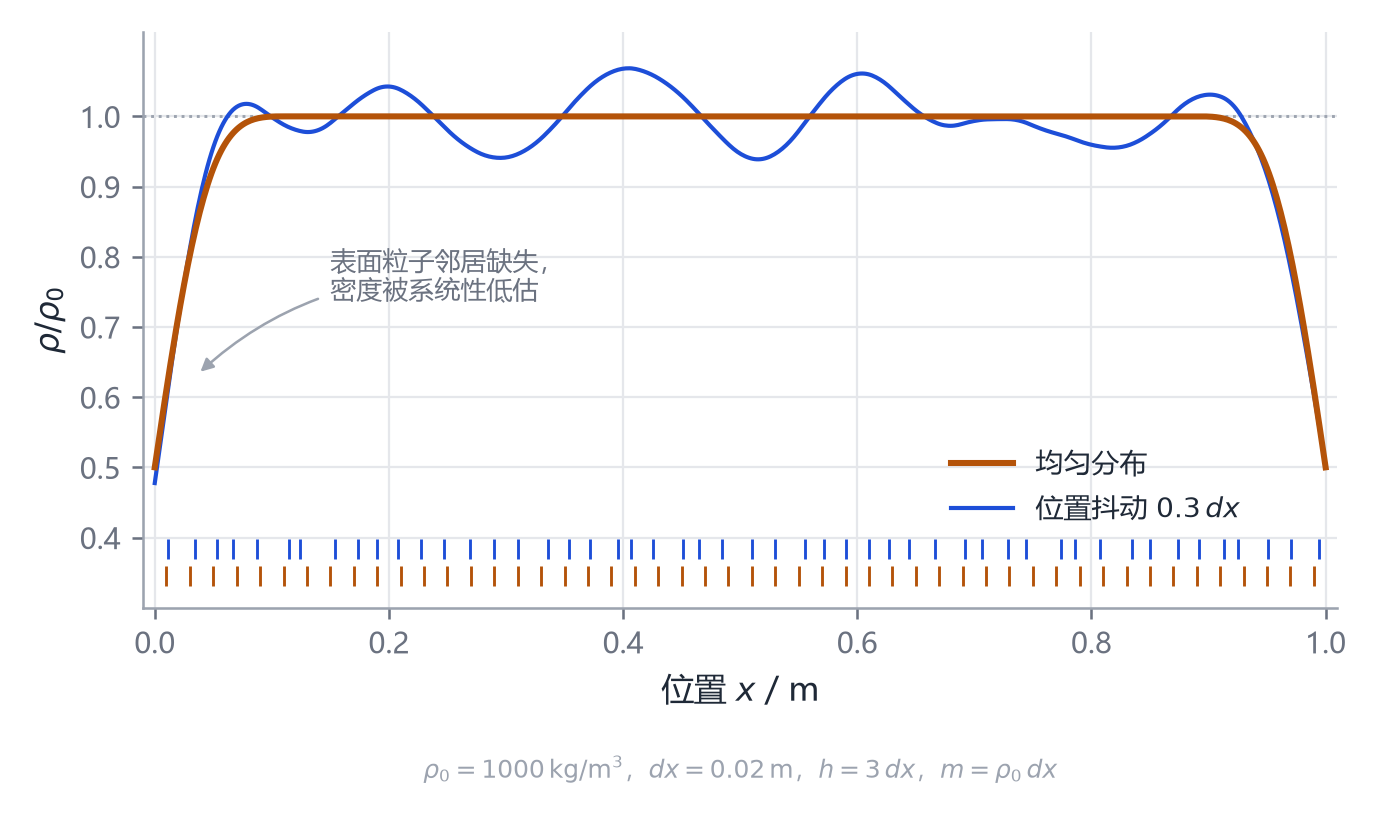 ρ/ρ₀
1.0
0.9
0.8
0.7
0.6
0.5
0.4
表面粒子邻居缺失，
密度被系统性低估
均匀分布
位置抖动 0.3 dx
0.0 0.2 0.4 0.6 0.8 1.0
位置 x / m
ρ₀ = 1000 kg/m³, dx = 0.02 m, h = 3 dx, m = ρ₀ dx